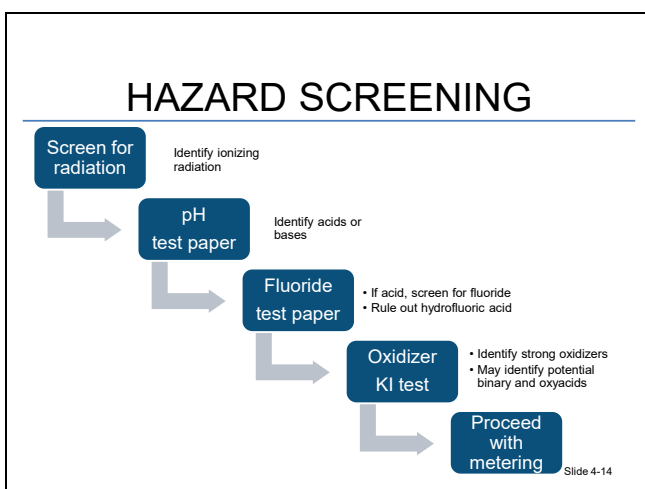 HAZARD SCREENING
Screen for
radiation
Identify ionizing
radiation
pH
test paper
Identify acids or
bases
Fluoride
test paper
• If acid, screen for fluoride
• Rule out hydrofluoric acid
Oxidizer
KI test
• Identify strong oxidizers
• May identify potential
binary and oxyacids
Proceed
with
metering
Slide 4-14